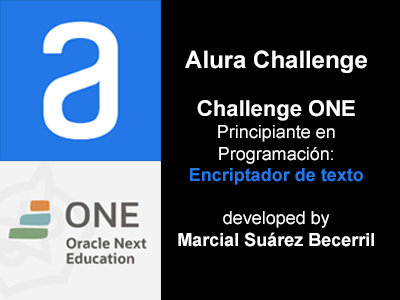 a
ONE
Oracle Next
Education
Alura Challenge
Challenge ONE
Principiante en
Programación:
Encriptador de texto
developed by
Marcial Suárez Becerril